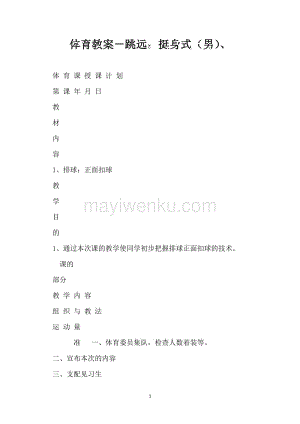 体育教案－跳远：挺身式（男）、
体 育 课 授 课 计 划
第 课 年 月 日
教
材
内
容
1、排球：正面扣球
教
学
目
的
mayiwenku.com
1、通过本次课的教学使同学初步把握排球正面扣球的技术。
课的
部分
教 学 内 容
组 织 与 教 法
运 动 量
准 一、体育委员集队，检查人数着装等。
二、宣布本次的内容
三、支配见习生
1